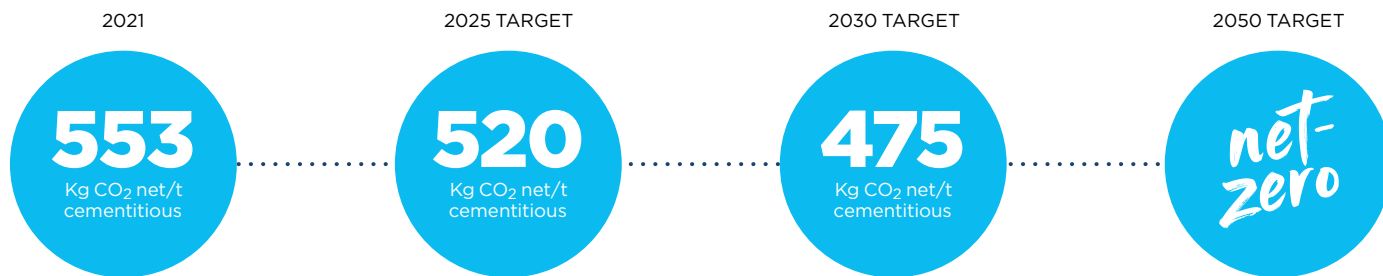 2021
553
Kg CO₂ net/t
cementitious
2025 TARGET
520
Kg CO₂ net/t
cementitious
2030 TARGET
475
Kg CO₂ net/t
cementitious
2050 TARGET
net-
zero